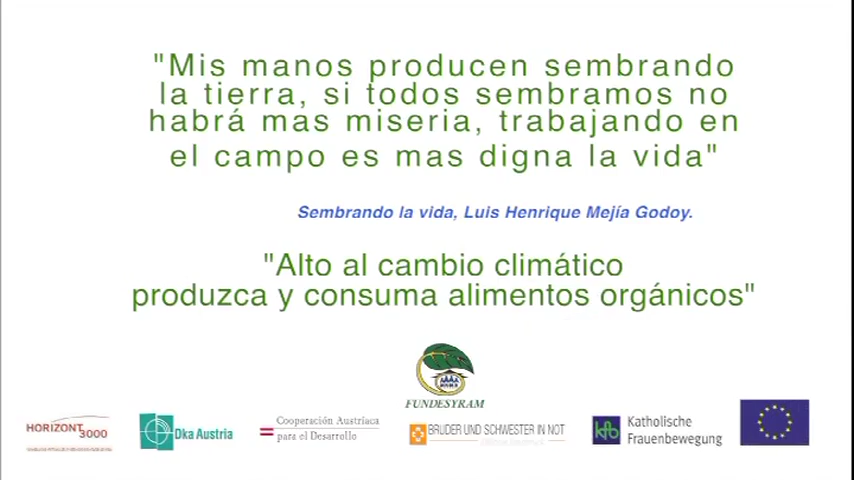 "Mis manos producen sembrando
la tierra, si todos sembramos no
habrá mas miseria, trabajando en
el campo es mas digna la vida"
Sembrando la vida, Luis Henrique Mejía Godoy.
"Alto al cambio climático
produzca y consuma alimentos orgánicos"
FUNDESYRAM
HORIZONT
3000
Dka Austria
Cooperación Austriaca
para el Desarrollo
BRUDER UND SCHWESTER IN NOT
kfb
Katholische
Frauenbewegung